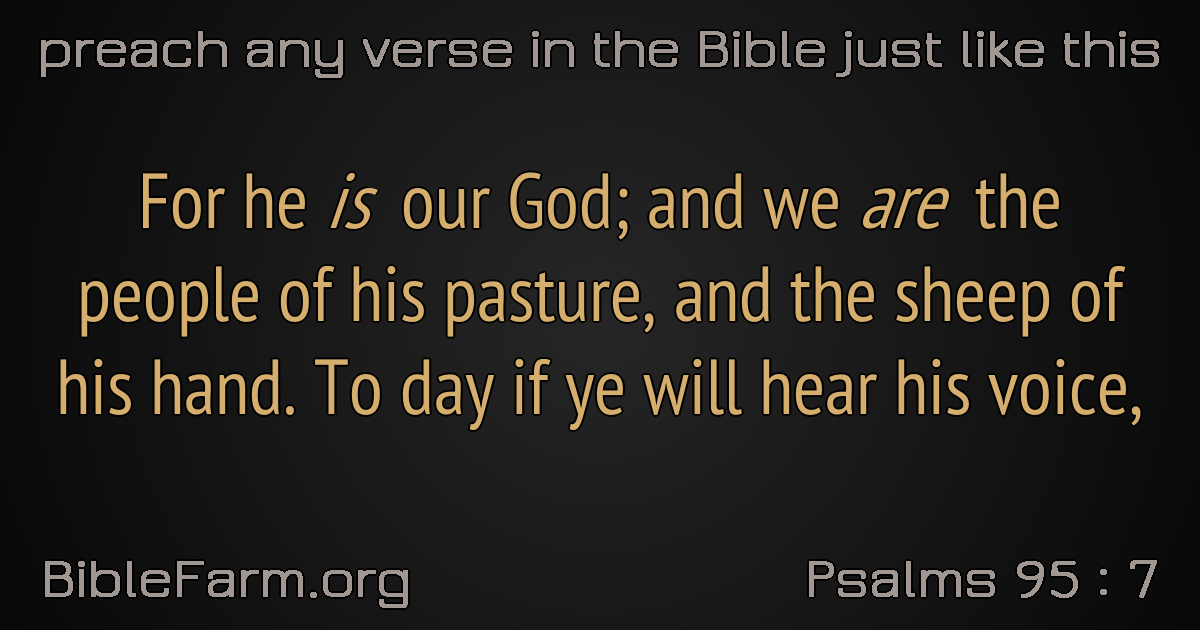 preach any verse in the Bible just like this
For he is our God; and we are the
people of his pasture, and the sheep of
his hand. To day if ye will hear his voice,
BibleFarm.org
Psalms 95 : 7